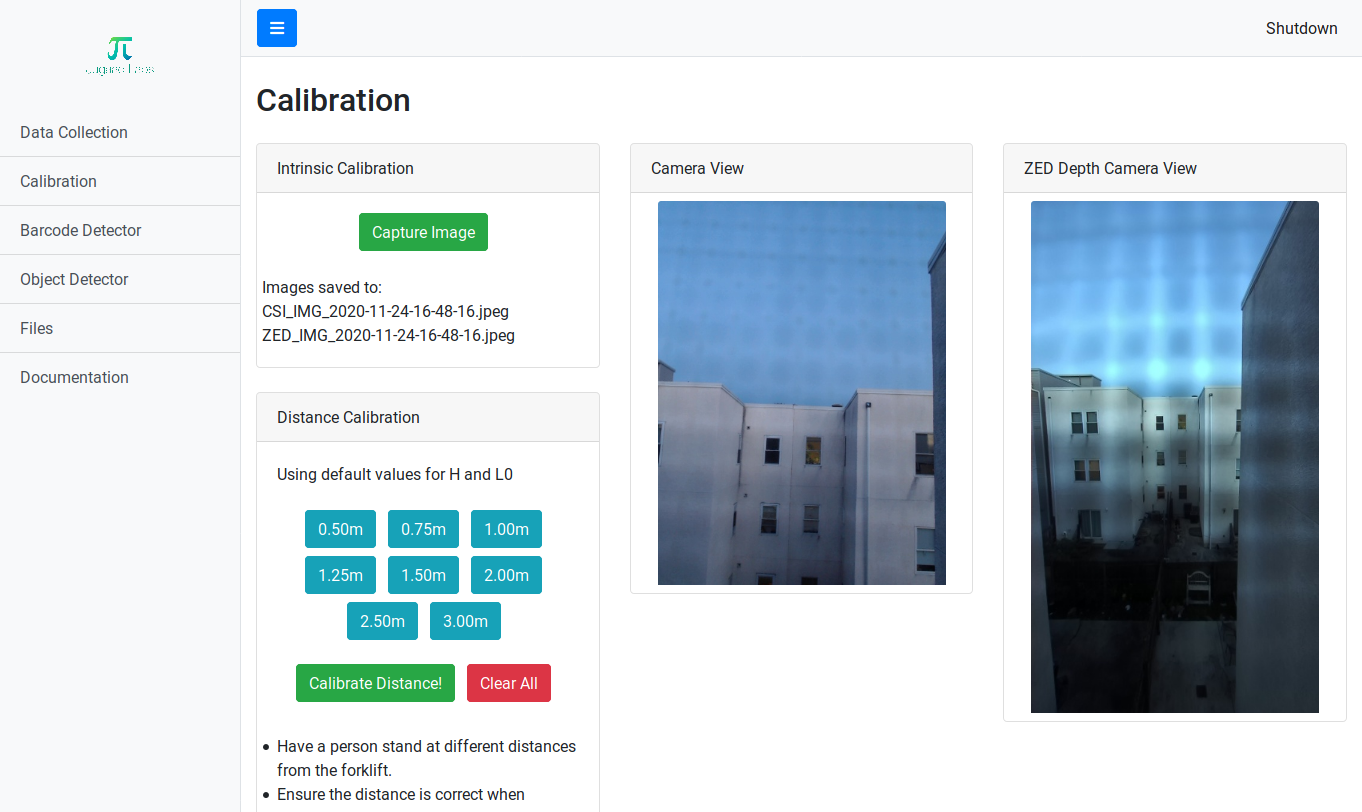 Data Collection
Calibration
Barcode Detector
Object Detector
Files
Documentation
Shutdown
Calibration
Intrinsic Calibration
Capture Image
Images saved to:
CSI_IMG_2020-11-24-16-48-16.jpeg
ZED_IMG_2020-11-24-16-48-16.jpeg
Distance Calibration
Using default values for H and L0
0.50m 0.75m 1.00m
1.25m 1.50m 2.00m
2.50m 3.00m
Calibrate Distance! Clear All
• Have a person stand at different distances
from the forklift.
• Ensure the distance is correct when
Camera View
ZED Depth Camera View